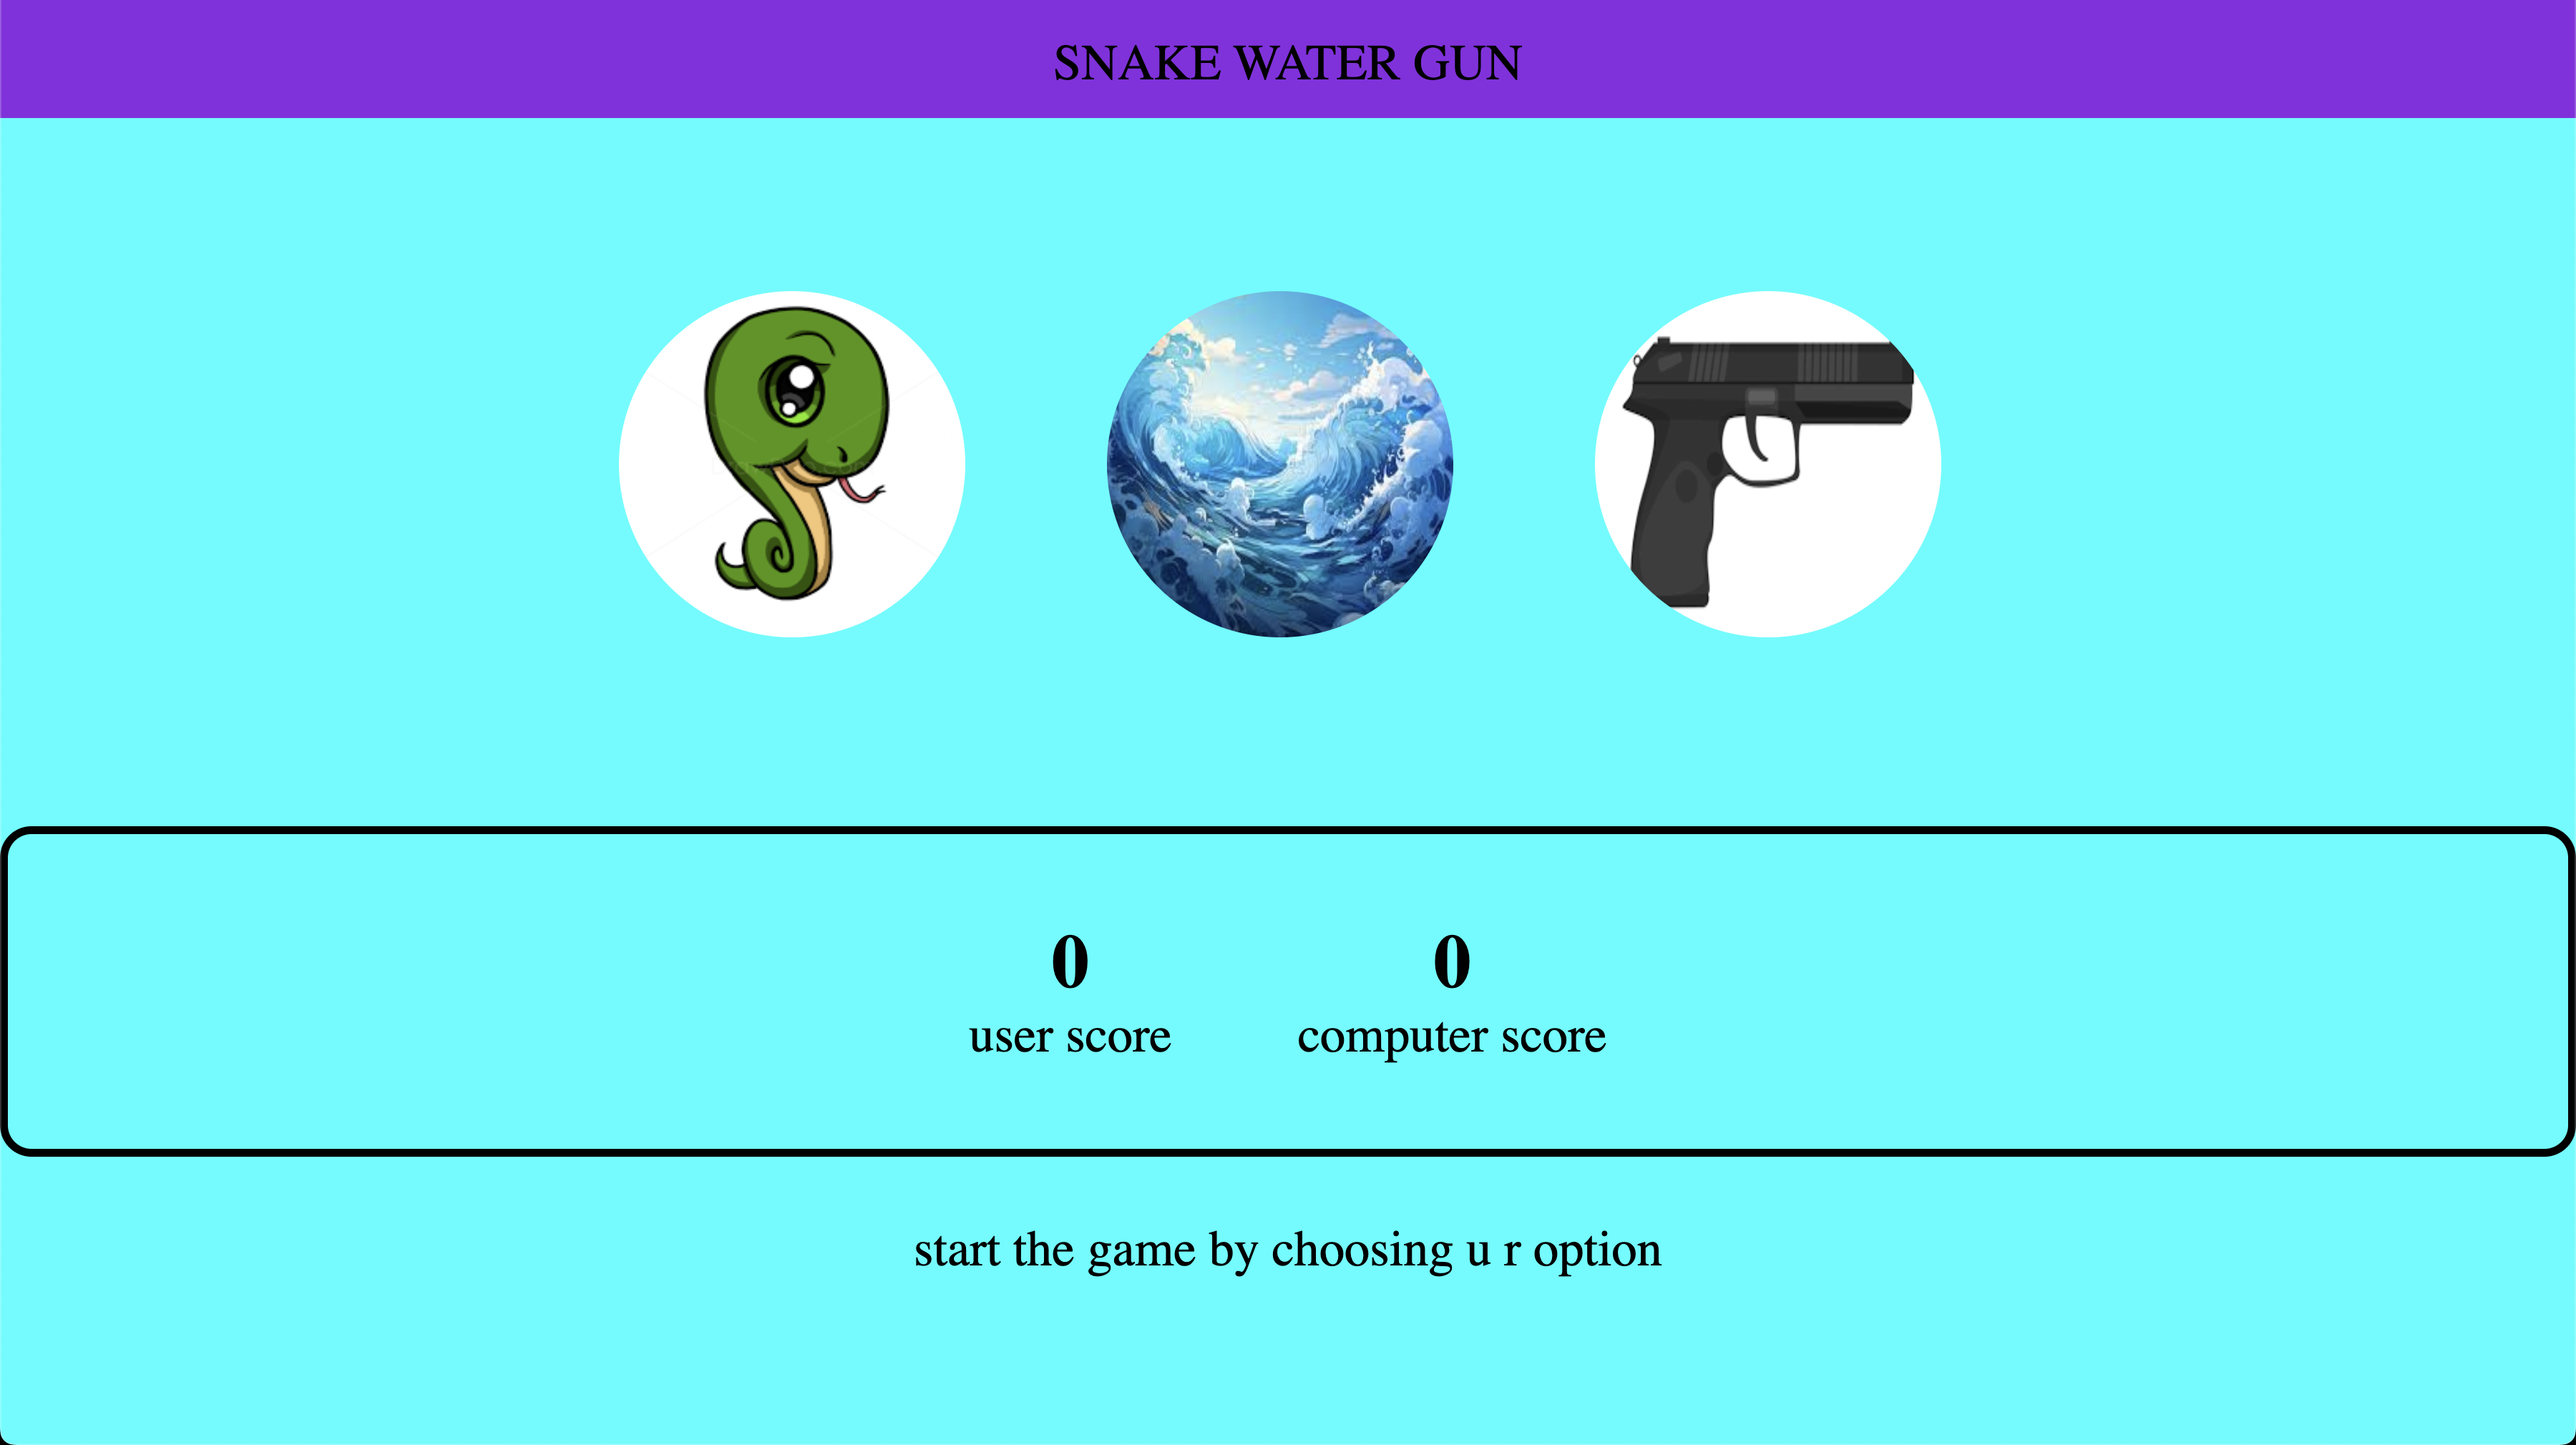 SNAKE WATER GUN
0
0
user score
computer score
start the game by choosing u r option